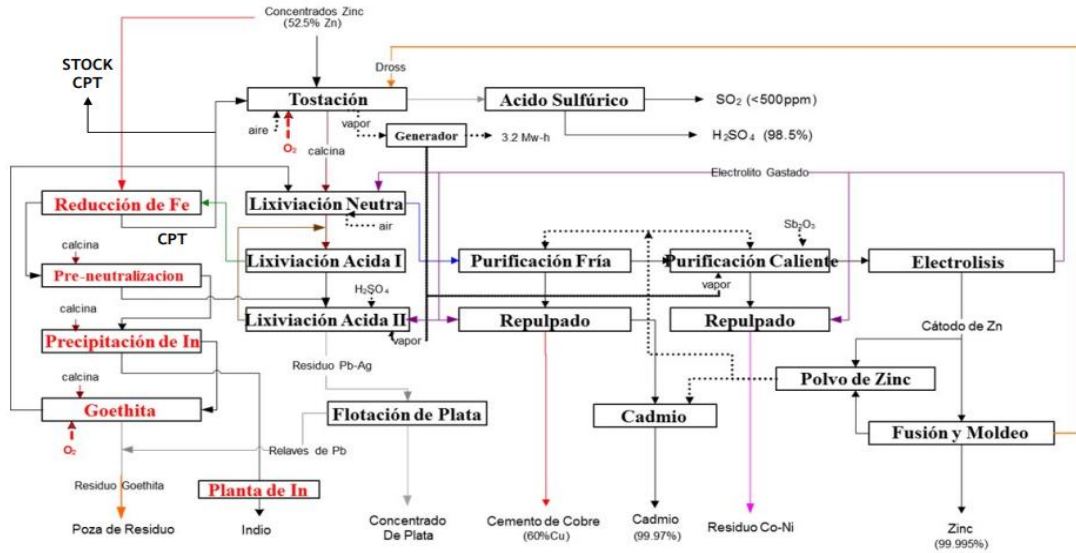 Concentrados Zinc
(52.5% Zn)
STOCK
CPT
Dross
Tostación
Acido Sulfúrico
SO₂ (<500ppm)
aire
O₂
vapor
Generador
3.2 Mw-h
H₂SO₄ (98.5%)
calcina
Electrolito Gastado
Reducción de Fe
Lixiviación Neutra
CPT
air
Sb₂O₃
calcina
Pre-neutralizacion
Lixiviación Acida I
Purificación Fría
Purificación Caliente
Electrolisis
vapor
H₂SO₄
calcina
Lixiviación Acida II
Repulpado
Repulpado
Precipitación de In
vapor
Cátodo de Zn
Residuo Pb-Ag
calcina
Polvo de Zinc
Goethita
Flotación de Plata
Cadmio
Fusión y Moldeo
O₂
Relaves de Pb
Residuo Goethita
Planta de In
Poza de Residuo
Indio
Concentrado
De Plata
Cemento de Cobre
(60%Cu)
Cadmio
(99.97%)
Residuo Co-Ni
Zinc
(99.995%)